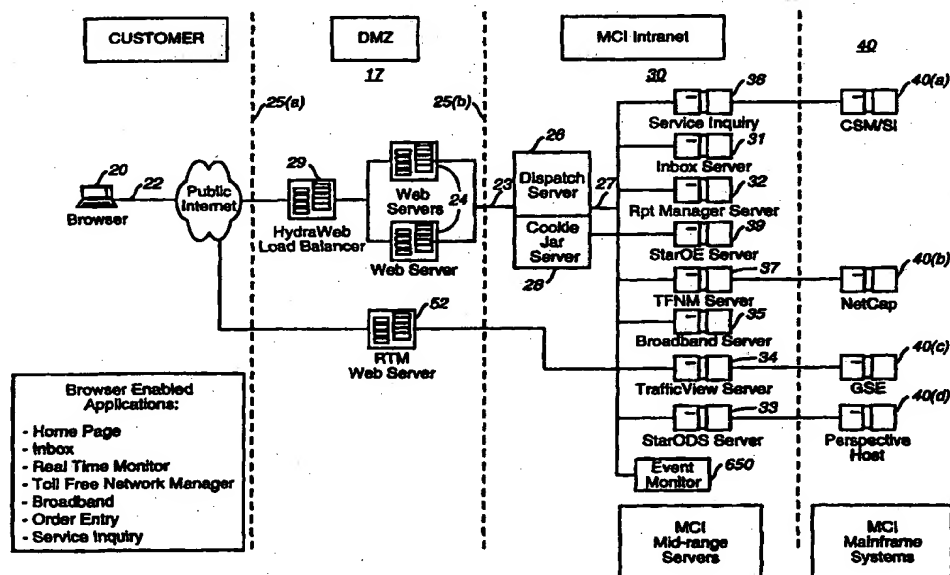 CUSTOMER
DMZ
MCI Intranet
40
17
30
38
40(a)
25(a)
25(b)
Service Inquiry
CSM/SI
20
22
29
26
31
Browser
Public
Internet
Web
Servers
24
23
Dispatch
Server
27
Inbox Server
32
Rpt Manager Server
HydraWeb
Load Balancer
Web Server
Cookie
Jar Server
28
39
StarOE Server
37
40(b)
TFNM Server
NetCap
52
35
Broadband Server
RTM
Web Server
34
40(c)
TrafficView Server
GSE
33
40(d)
StarODS Server
Perspective
Host
Event
Monitor
650
Browser Enabled
Applications:
- Home Page
- Inbox
- Real Time Monitor
- Toll Free Network Manager
- Broadband
- Order Entry
- Service Inquiry
MCI
Mid-range
Servers
MCI
Mainframe
Systems